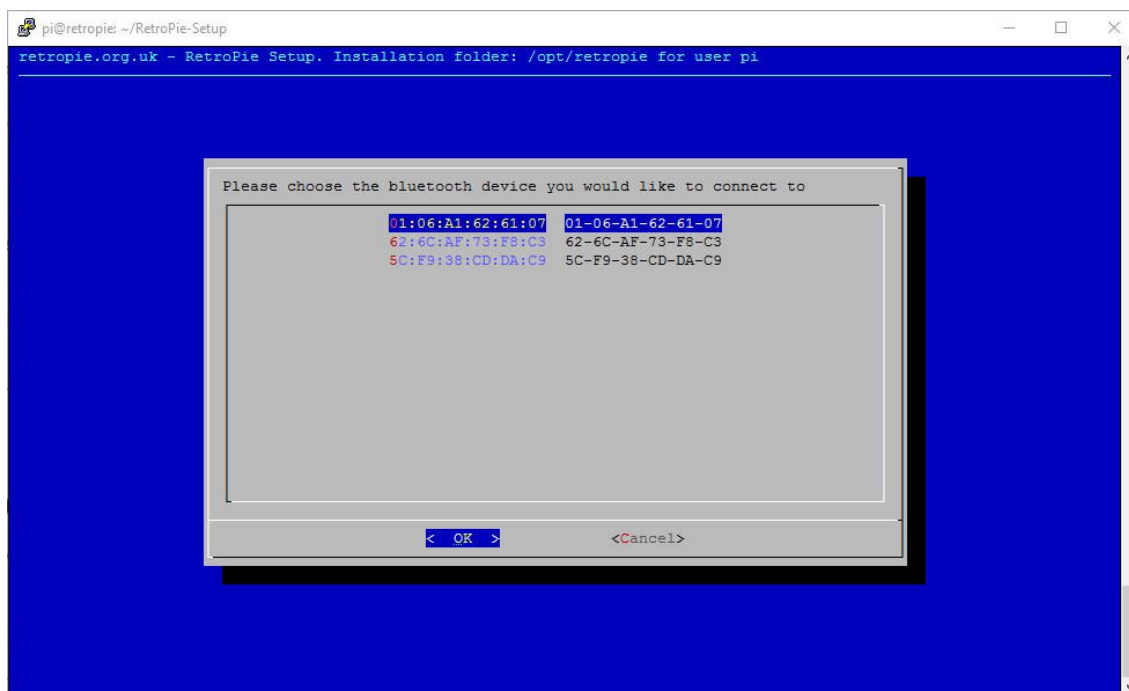 pi@retropie: ~/RetroPie-Setup
retropie.org.uk - RetroPie Setup. Installation folder: /opt/retropie for user pi
Please choose the bluetooth device you would like to connect to
01:06:A1:62:61:07 01-06-A1-62-61-07
62:6C:AF:73:F8:C3 62-6C-AF-73-F8-C3
5C:F9:38:CD:DA:C9 5C-F9-38-CD-DA-C9
< OK > <Cancel>